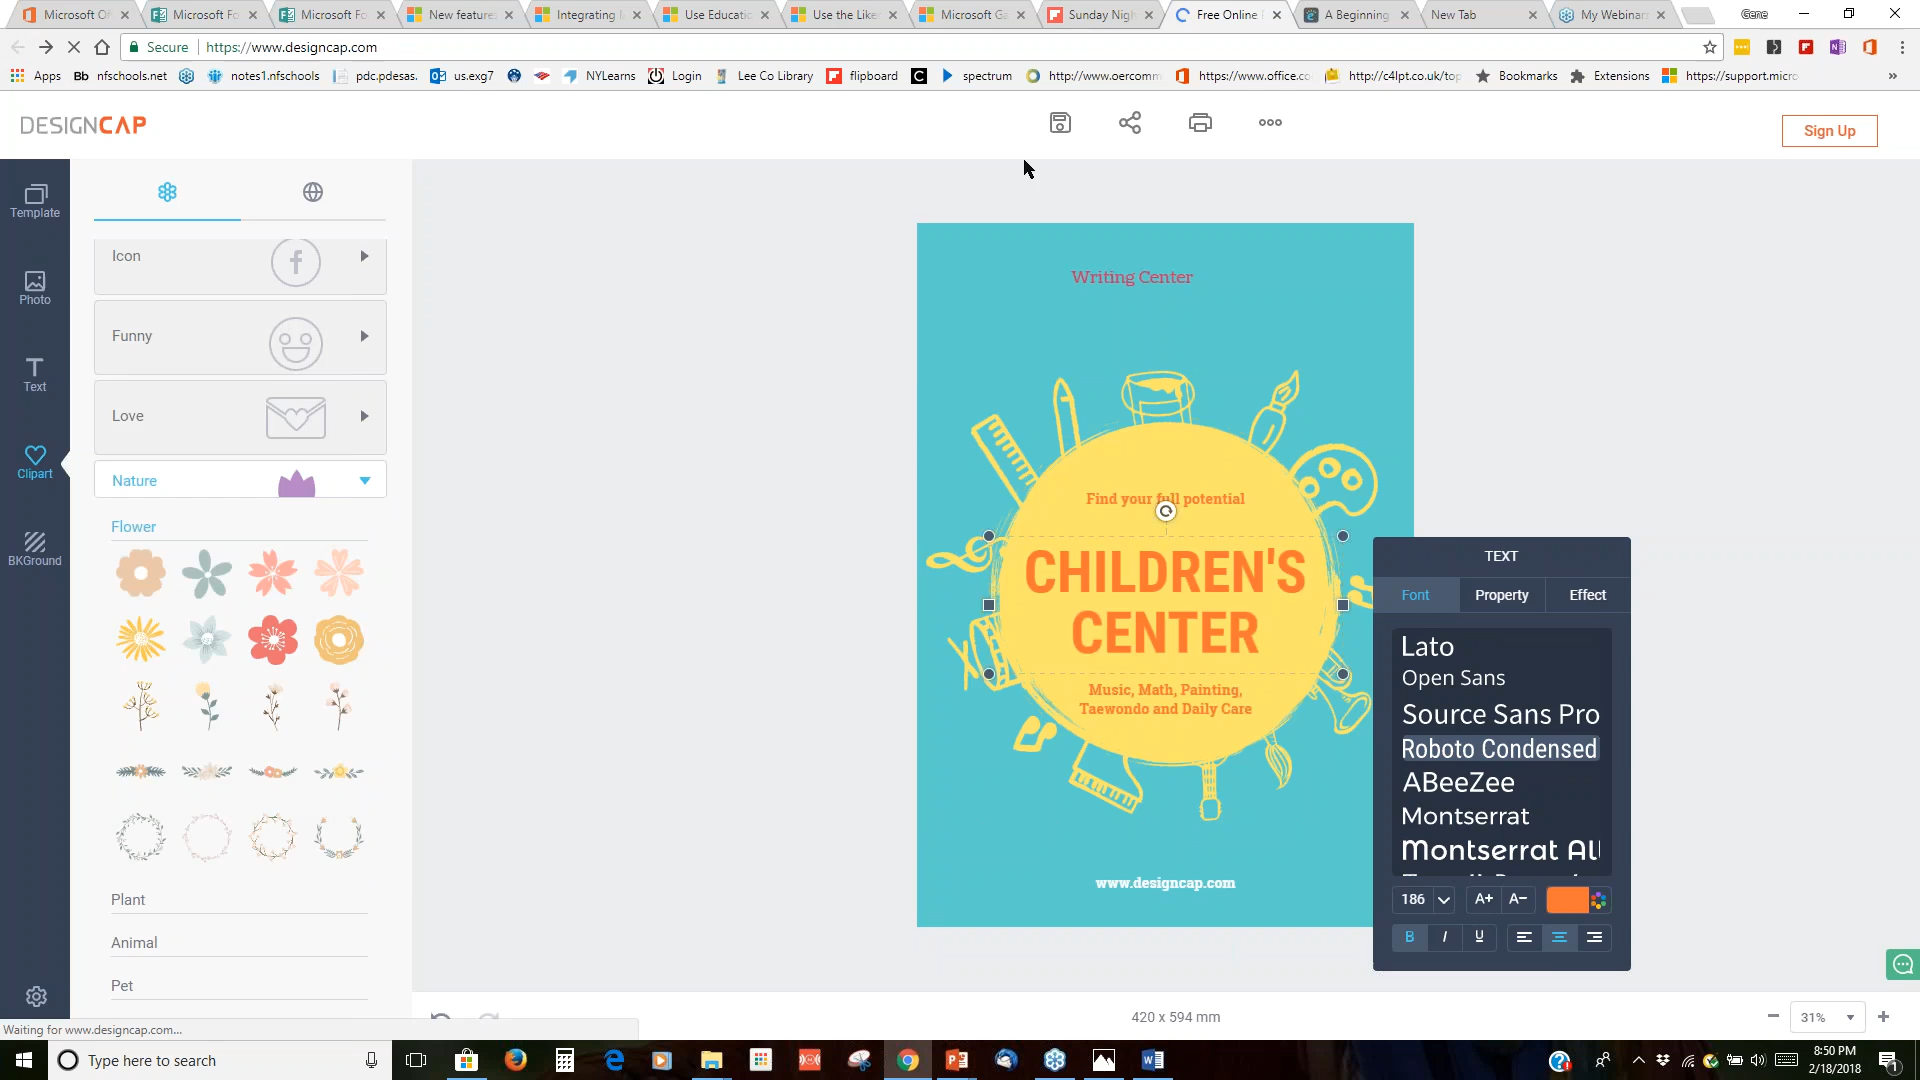 Microsoft Of
Microsoft Fo
Microsoft Fo
New feature
Integrating
Use Educati
Use the Like
Microsoft Ga
Sunday Nigh
Free Online
A Beginning
New Tab
My Webinar
Gene
Secure
https://www.designcap.com
Apps
Bb nfschools.net
notes1.nfschools
pdc.pdesas.
us.exg7
NYLearns
Login
Lee Co Library
flipboard
spectrum
http://www.oercomm
https://www.office.co
http://c4lpt.co.uk/top
Bookmarks
Extensions
https://support.micro
»
DESIGNCAP
Sign Up
Template
Photo
Text
Clipart
BKGround
Icon
Funny
Love
Nature
Flower
Plant
Animal
Pet
Writing Center
Find your full potential
CHILDREN'S
CENTER
Music, Math, Painting,
Taewondo and Daily Care
www.designcap.com
TEXT
Font Property Effect
Lato
Open Sans
Source Sans Pro
Roboto Condensed
ABeeZee
Montserrat
Montserrat Al
186 A+ A−
B I U
420 x 594 mm
31%
Waiting for www.designcap.com...
Type here to search
8:50 PM
2/18/2018